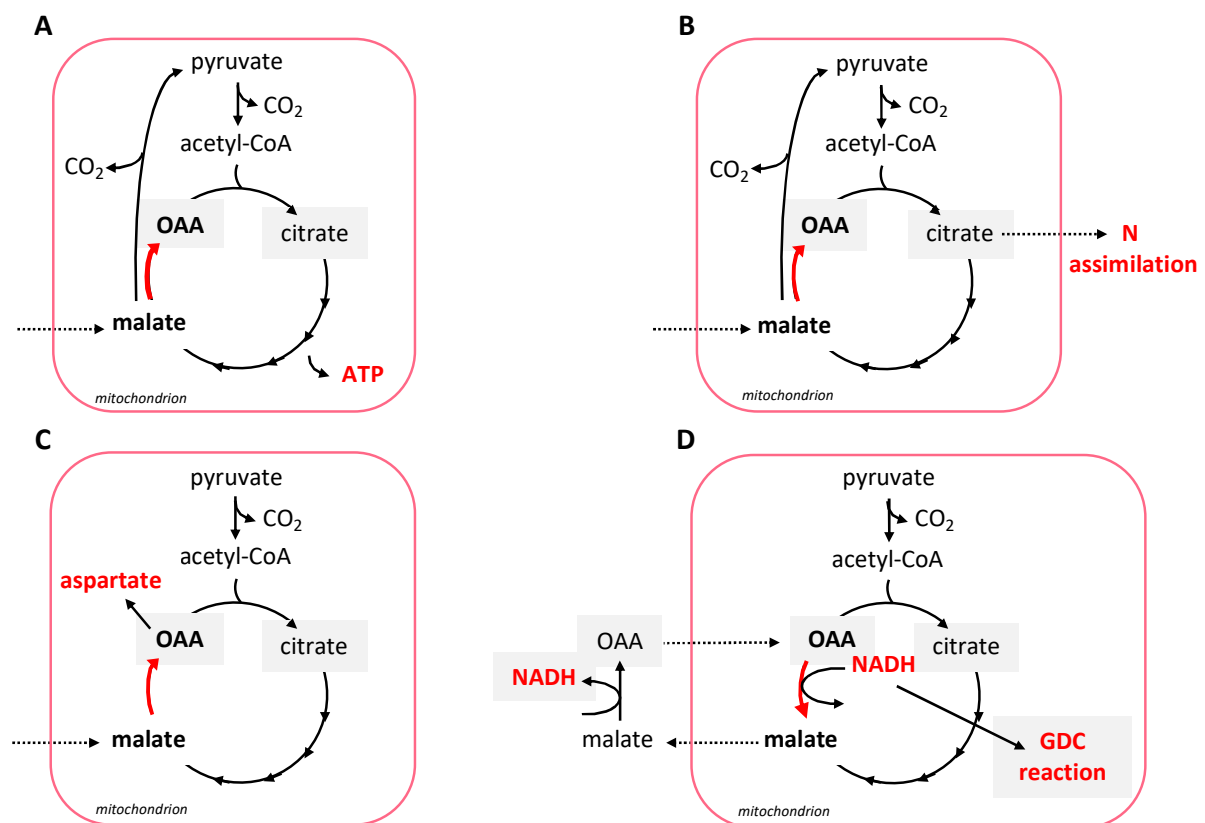 A
pyruvate
CO2
acetyl-CoA
CO2
OAA
citrate
malate
ATP
mitochondrion
B
pyruvate
CO2
acetyl-CoA
CO2
OAA
citrate
N
assimilation
malate
mitochondrion
C
pyruvate
CO2
acetyl-CoA
aspartate
OAA
citrate
malate
mitochondrion
D
pyruvate
CO2
acetyl-CoA
OAA
OAA
citrate
NADH
NADH
malate
malate
GDC
reaction
mitochondrion